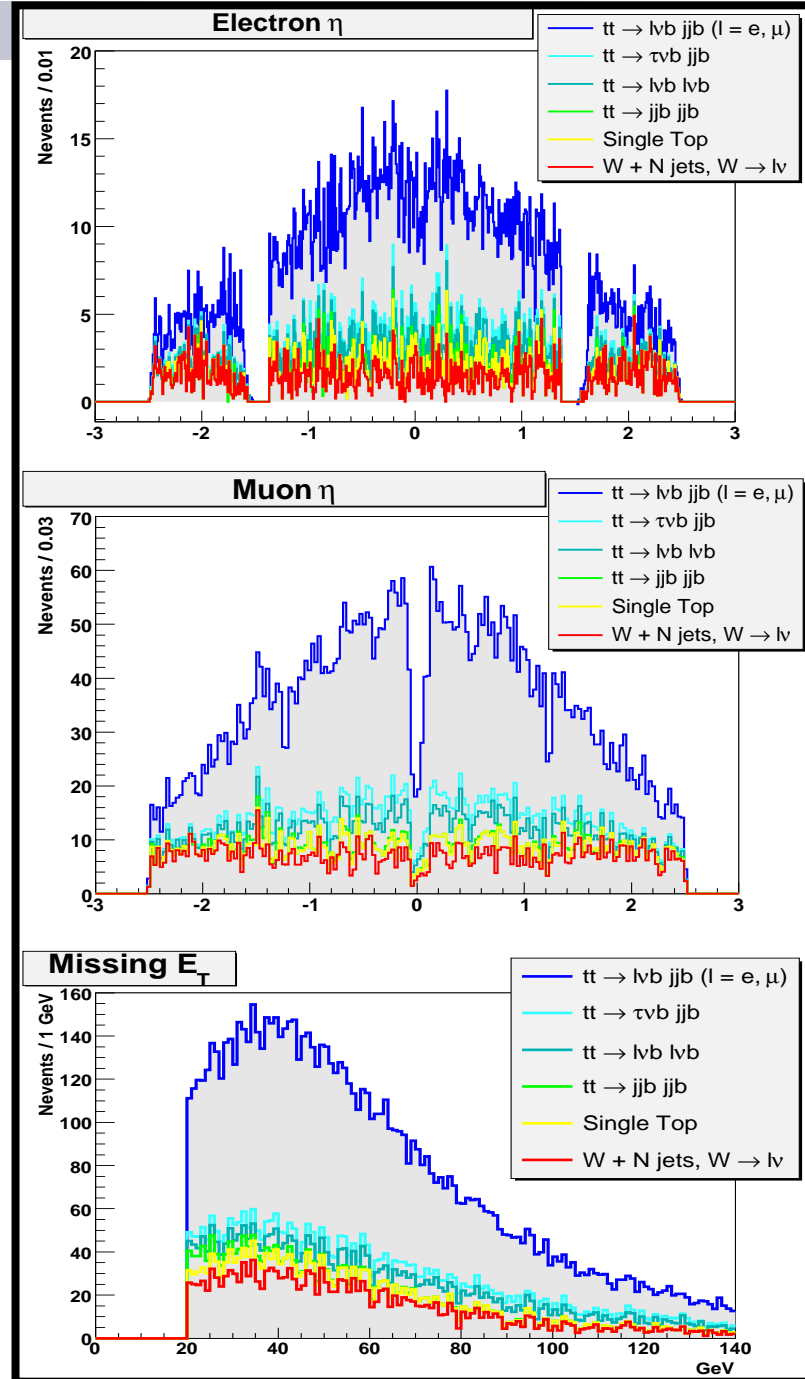 Electron η
tt → lνb jjb (l = e, μ)
tt → τνb jjb
tt → lνb lνb
tt → jjb jjb
Single Top
W + N jets, W → lν
Nevents / 0.01
20
15
10
5
0
-3 -2 -1 0 1 2 3
Muon η
tt → lνb jjb (l = e, μ)
tt → τνb jjb
tt → lνb lνb
tt → jjb jjb
Single Top
W + N jets, W → lν
Nevents / 0.03
70
60
50
40
30
20
10
0
-3 -2 -1 0 1 2 3
Missing E_T
tt → lνb jjb (l = e, μ)
tt → τνb jjb
tt → lνb lνb
tt → jjb jjb
Single Top
W + N jets, W → lν
Nevents / 1 GeV
160
140
120
100
80
60
40
20
0
0 20 40 60 80 100 120 140
GeV